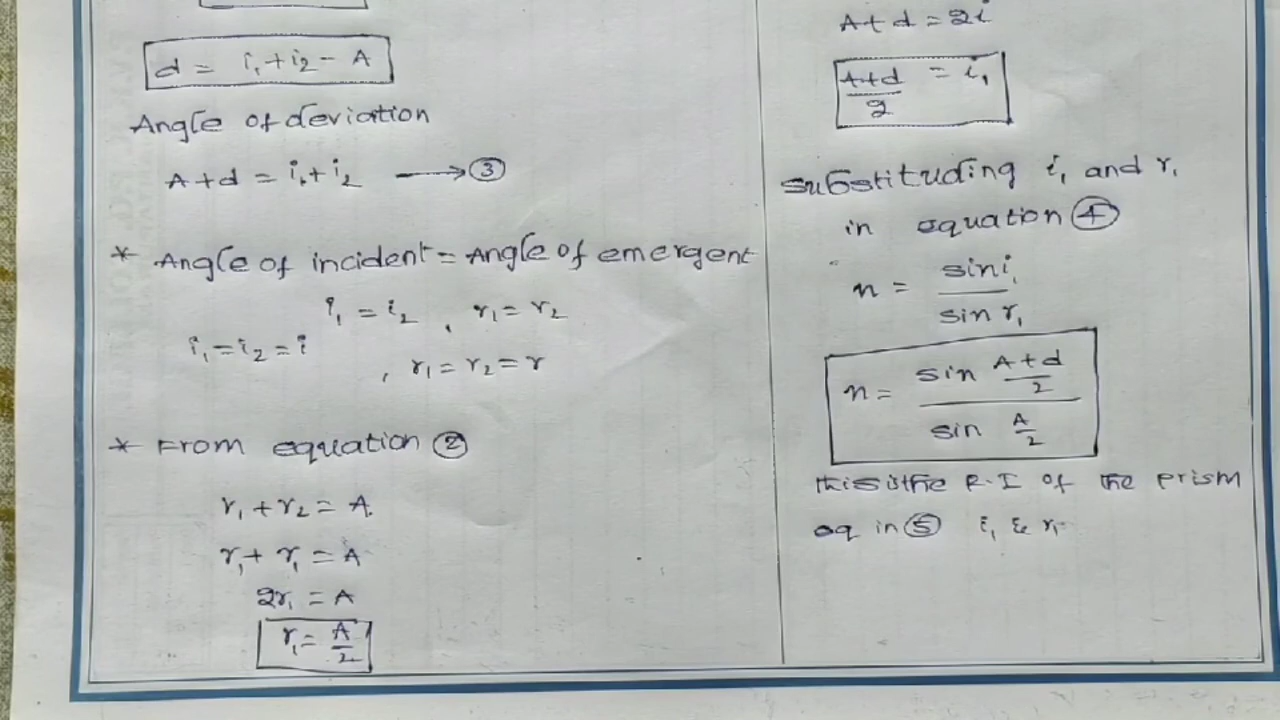 d = i₁+i₂ - A
Angle of deviation
A+d = i₁+i₂ → ③
* Angle of incident = Angle of emergent
i₁ = i₂ , r₁ = r₂
i₁ = i₂ = i , r₁ = r₂ = r
* From equation ②
r₁ + r₂ = A.
r₁ + r₁ = A
2r₁ = A
r₁ = A/2
A+d = 2i
A+d/2 = i₁
substituding i₁ and r₁
in equation ④
n = sin i₁ / sin r₁
n = sin A+d/2 / sin A/2
this is the R.I of the prism
eq in ⑤ i₁ & r₁